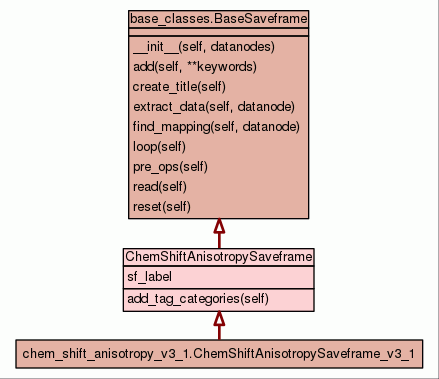 base_classes.BaseSaveframe
__init__(self, datanodes)
add(self, **keywords)
create_title(self)
extract_data(self, datanode)
find_mapping(self, datanode)
loop(self)
pre_ops(self)
read(self)
reset(self)
ChemShiftAnisotropySaveframe
sf_label
add_tag_categories(self)
chem_shift_anisotropy_v3_1.ChemShiftAnisotropySaveframe_v3_1